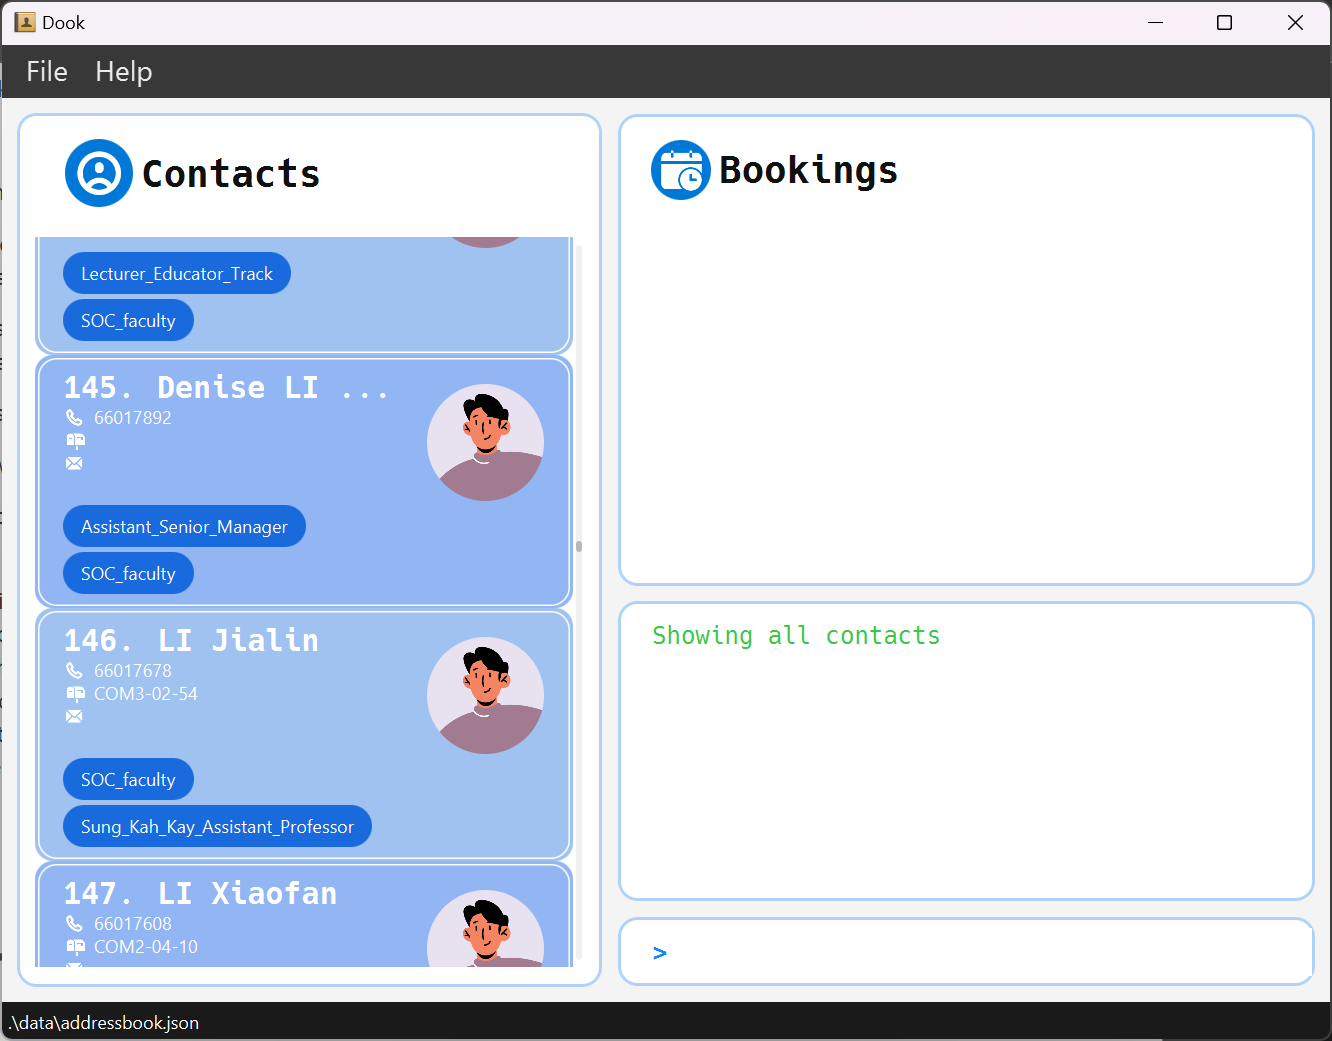 Dook
File Help
Contacts
Lecturer_Educator_Track
SOC_faculty
145. Denise LI ...
66017892
Assistant_Senior_Manager
SOC_faculty
146. LI Jialin
66017678
COM3-02-54
SOC_faculty
Sung_Kah_Kay_Assistant_Professor
147. LI Xiaofan
66017608
COM2-04-10
Bookings
Showing all contacts
>
.\data\addressbook.json